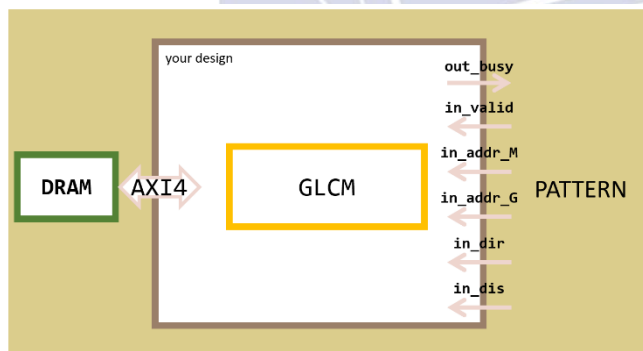 your design
out_busy
in_valid
in_addr_M
in_addr_G
in_dir
in_dis
DRAM
AXI4
GLCM
PATTERN